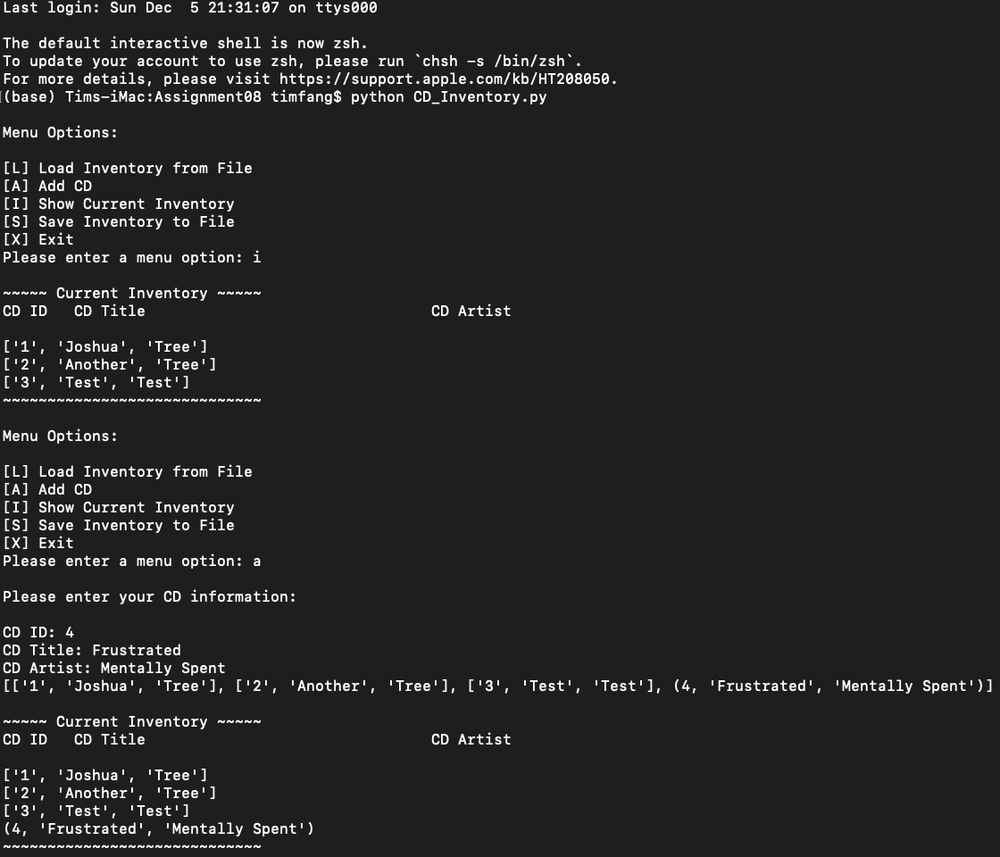 Last login: Sun Dec  5 21:31:07 on ttys000
The default interactive shell is now zsh.
To update your account to use zsh, please run `chsh -s /bin/zsh`.
For more details, please visit https://support.apple.com/kb/HT208050.
(base) Tims-iMac:Assignment08 timfang$ python CD_Inventory.py
Menu Options:
[L] Load Inventory from File
[A] Add CD
[I] Show Current Inventory
[S] Save Inventory to File
[X] Exit
Please enter a menu option: i
~~~~~ Current Inventory ~~~~~
CD ID   CD Title                                CD Artist
['1', 'Joshua', 'Tree']
['2', 'Another', 'Tree']
['3', 'Test', 'Test']
~~~~~~~~~~~~~~~~~~~~~~~~~~~~~
Menu Options:
[L] Load Inventory from File
[A] Add CD
[I] Show Current Inventory
[S] Save Inventory to File
[X] Exit
Please enter a menu option: a
Please enter your CD information:
CD ID: 4
CD Title: Frustrated
CD Artist: Mentally Spent
[['1', 'Joshua', 'Tree'], ['2', 'Another', 'Tree'], ['3', 'Test', 'Test'], (4, 'Frustrated', 'Mentally Spent')]
~~~~~ Current Inventory ~~~~~
CD ID   CD Title                                CD Artist
['1', 'Joshua', 'Tree']
['2', 'Another', 'Tree']
['3', 'Test', 'Test']
(4, 'Frustrated', 'Mentally Spent')
~~~~~~~~~~~~~~~~~~~~~~~~~~~~~